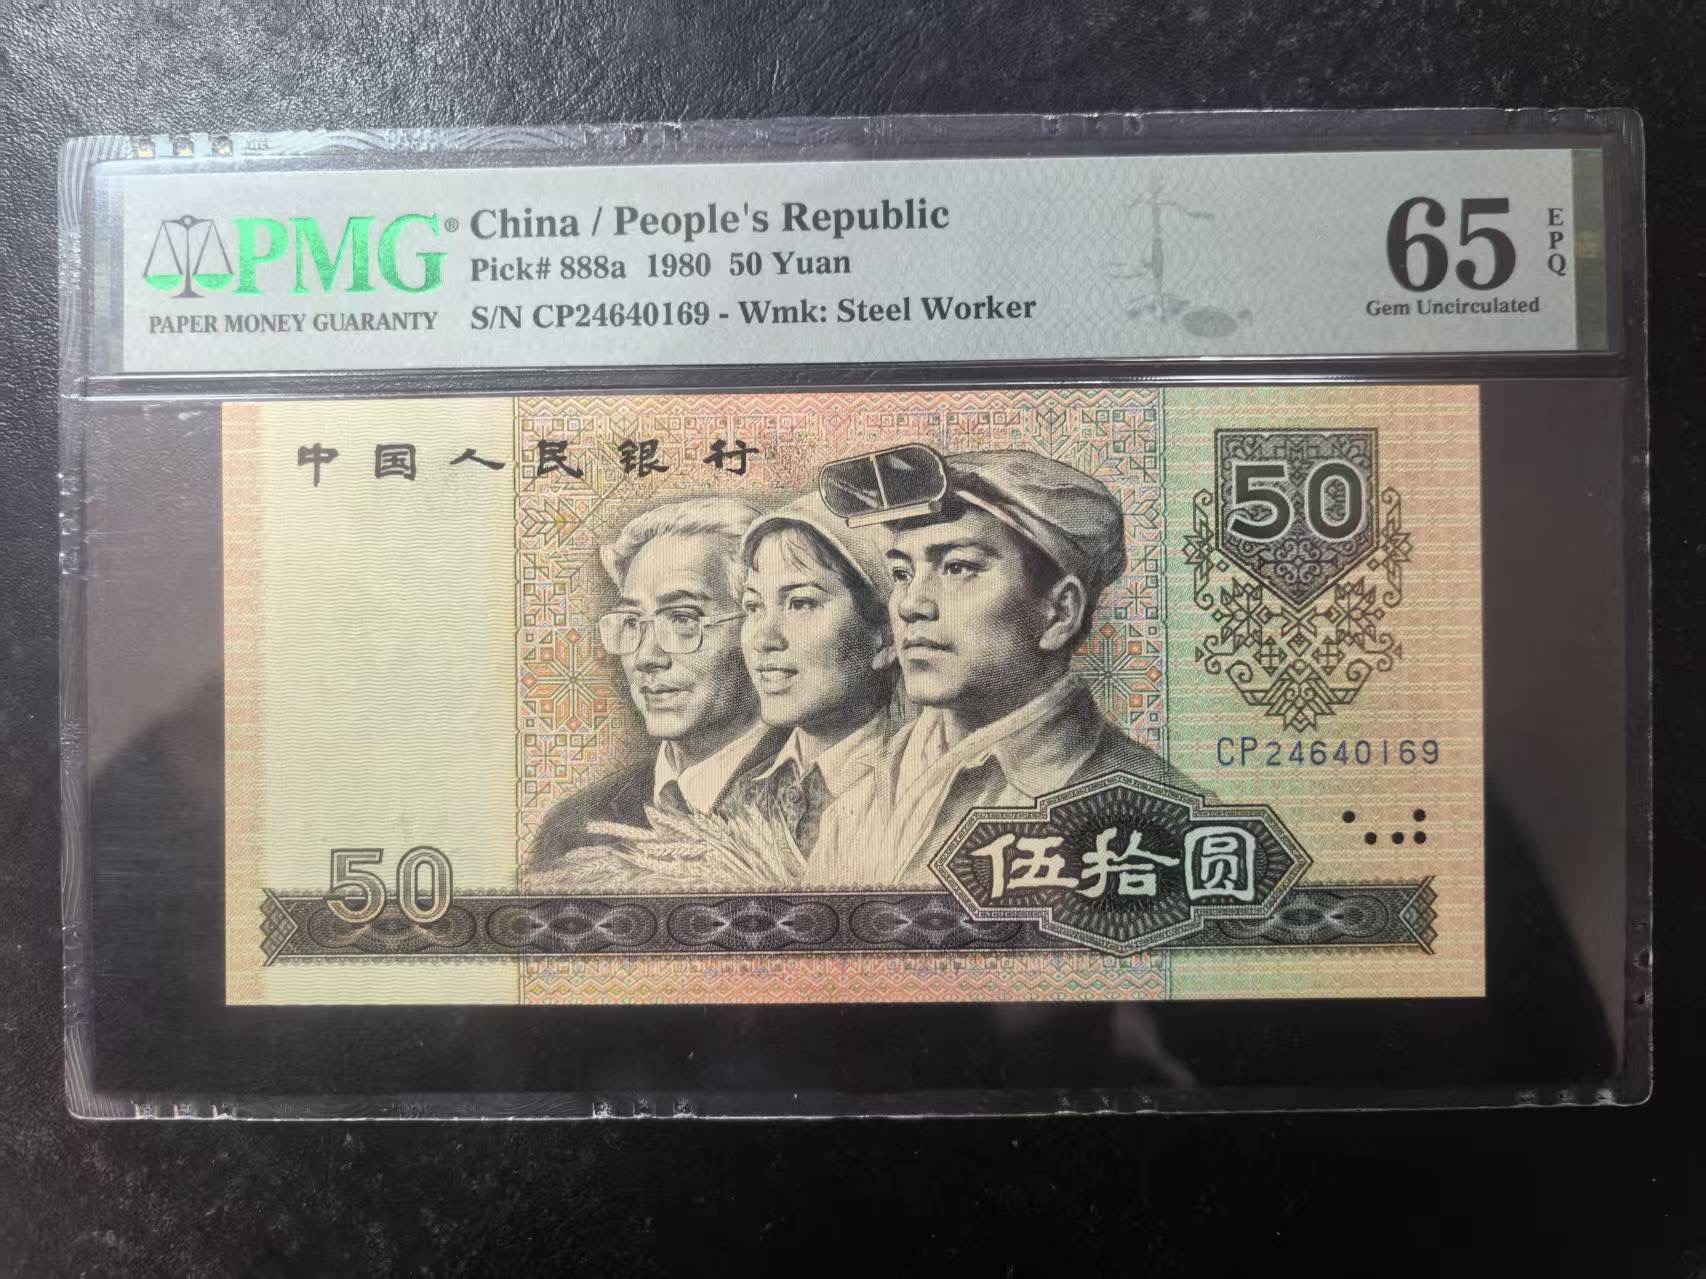 PMG®
PAPER MONEY GUARANTY
China / People's Republic
Pick# 888a 1980 50 Yuan
S/N CP24640169 - Wmk: Steel Worker
65
EPQ
Gem Uncirculated
中国人民银行
50
CP24640169
50
伍拾圆